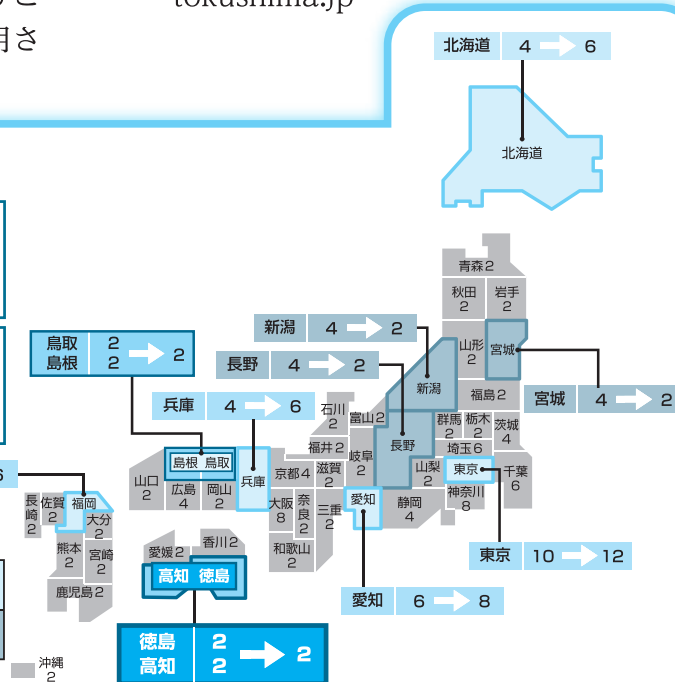 tokushima.jp
北海道 4 6
北海道
青森2
秋田
2
岩手
2
新潟 4 2
鳥取 2
島根 2
2
山形
2
宮城
長野 4 2
新潟
福島2
宮城 4 2
兵庫 4 6
石川
2
富山2
群馬
2
栃木
2
茨城
4
長野
福井2
岐阜
2
埼玉6
島根 鳥取
山梨
2
東京
千葉
6
6
山口
2
広島
4
岡山
2
兵庫
京都4
滋賀
2
愛知
静岡
4
神奈川
8
長崎
2
佐賀
2
福岡
大阪
8
奈良
2
三重
2
大分
2
香川2
愛媛2
和歌山
2
熊本
2
宮崎
2
東京 10 12
高知 徳島
鹿児島2
愛知 6 8
徳島 2
高知 2
2
沖縄
2